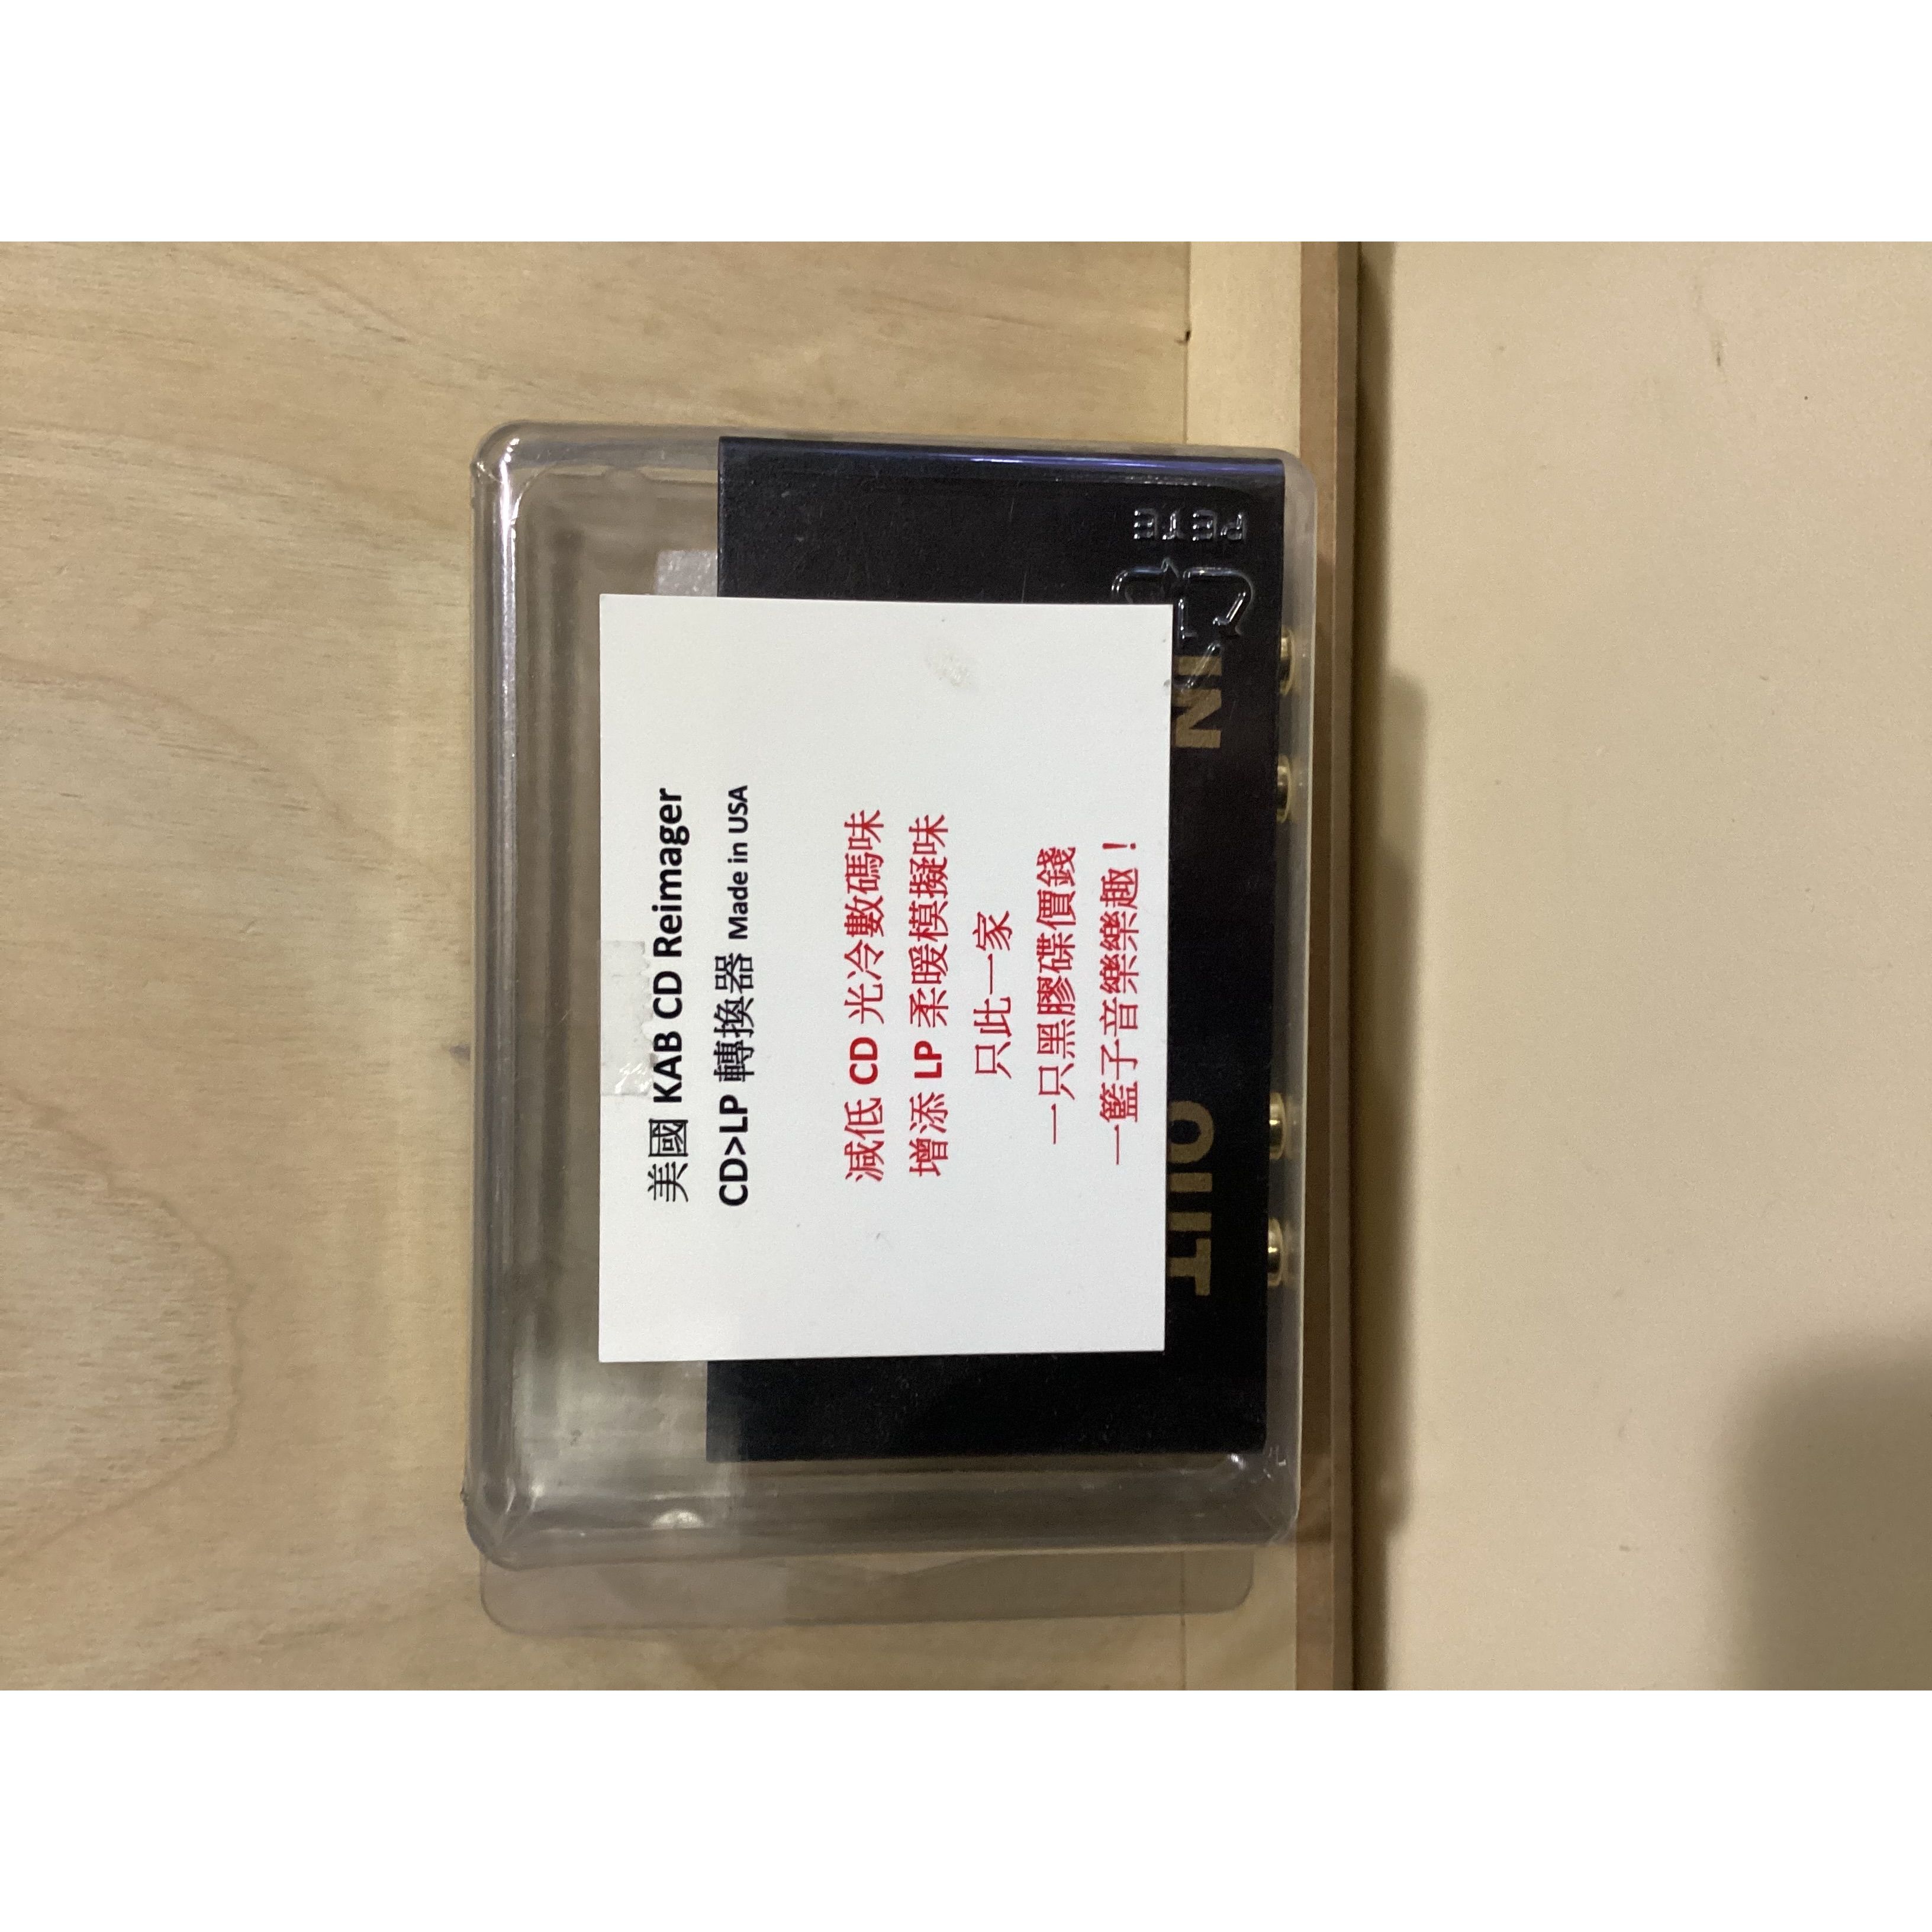 美國 KAB CD Reimager
CD>LP 轉換器 Made in USA
減低 CD 光冷數碼味
增添 LP 柔暖模擬味
只此一家
一只黑膠碟價錢
一籃子音樂樂趣！
OUT
IN
PETE